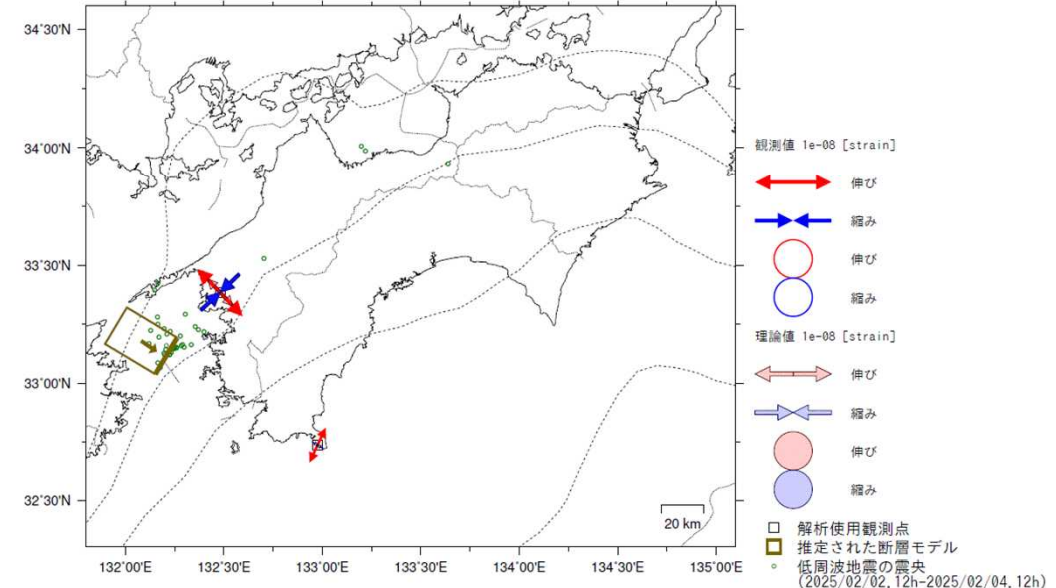 34°30'N
34°00'N
33°30'N
33°00'N
32°30'N
132°00'E
132°30'E
133°00'E
133°30'E
134°00'E
134°30'E
135°00'E
20 km
観測値 1e-08 [strain]
伸び
縮み
伸び
縮み
理論値 1e-08 [strain]
伸び
縮み
伸び
縮み
解析使用観測点
推定された断層モデル
低周波地震の震央
(2025/02/02.12h-2025/02/04.12h)